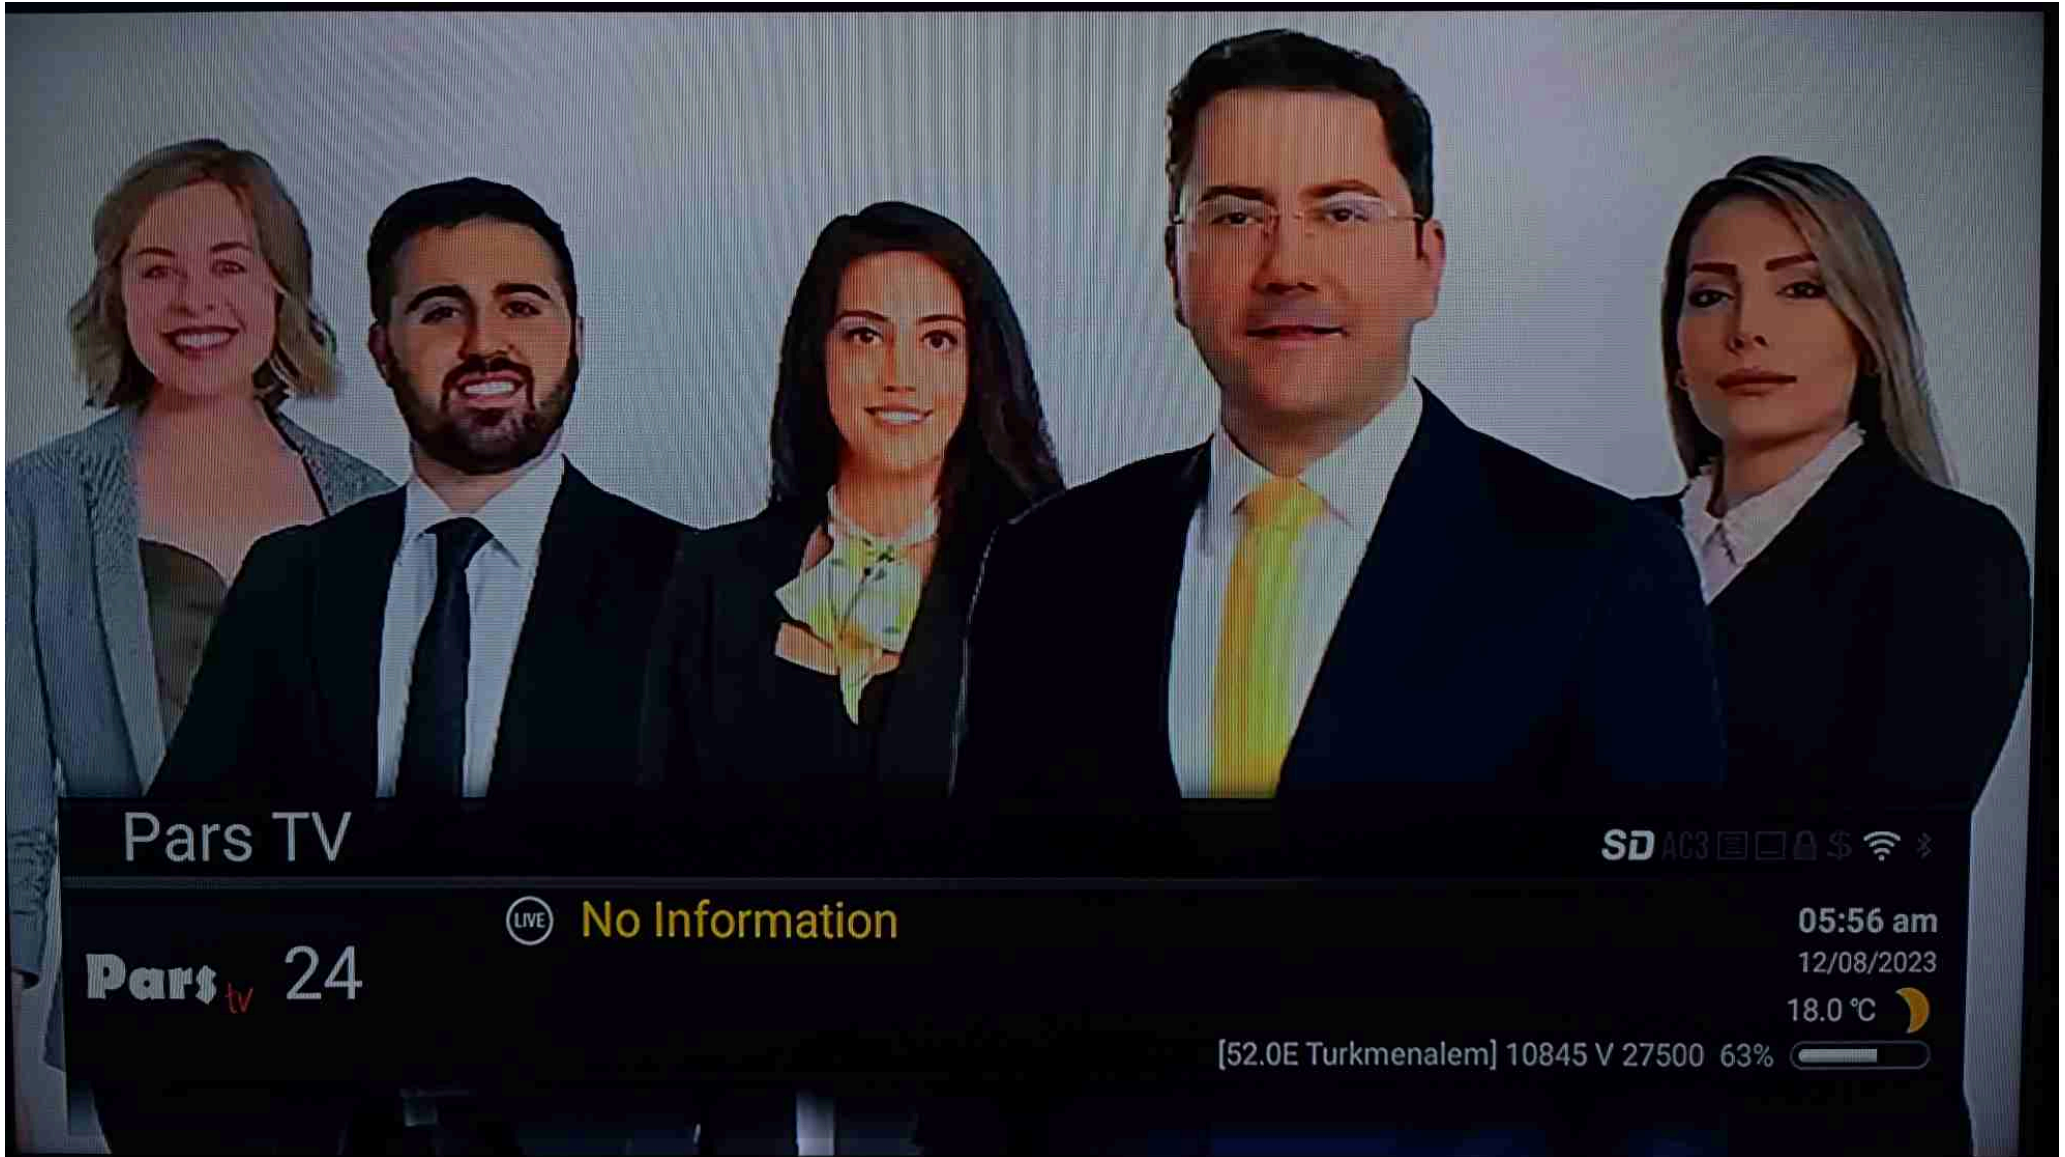 Pars TV
SD AC3 $
LIVE No Information
05:56 am
Pars tv 24
12/08/2023
18.0 °C
[52.0E Turkmenalem] 10845 V 27500 63%